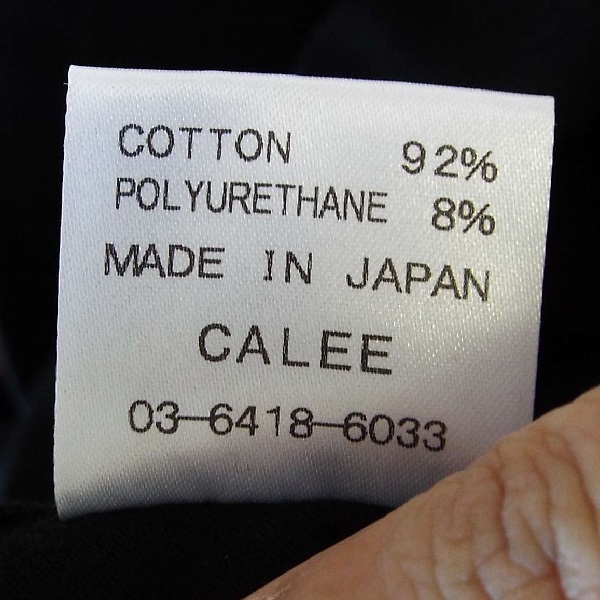 COTTON 92%
POLYURETHANE 8%
MADE IN JAPAN
CALEE
03-6418-6033